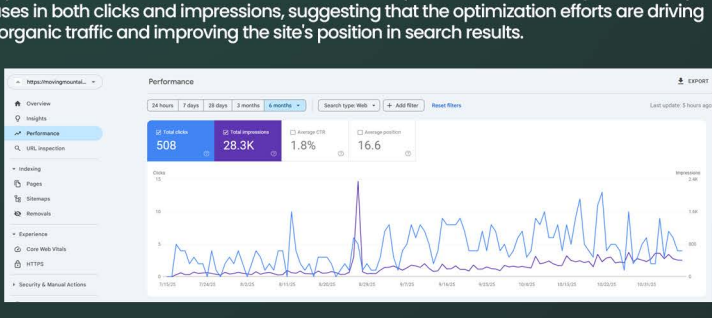 uses in both clicks and impressions, suggesting that the optimization efforts are driving
organic traffic and improving the site's position in search results.
https://movingmountai...
Overview
Insights
Performance
URL inspection
Indexing
Pages
Sitemaps
Removals
Experience
Core Web Vitals
HTTPS
Security & Manual Actions
Performance
EXPORT
24 hours 7 days 28 days 3 months 6 months Search type: Web + Add filter Reset filters Last update: 5 hours ago
Total clicks Total impressions Average CTR Average position
508 28.3K 1.8% 16.6
Clicks Impressions
15 2.4K
10 1.6K
5 800
0 0
7/15/25 7/24/25 8/2/25 8/11/25 8/20/25 8/29/25 9/7/25 9/16/25 9/25/25 10/4/25 10/13/25 10/22/25 10/31/25